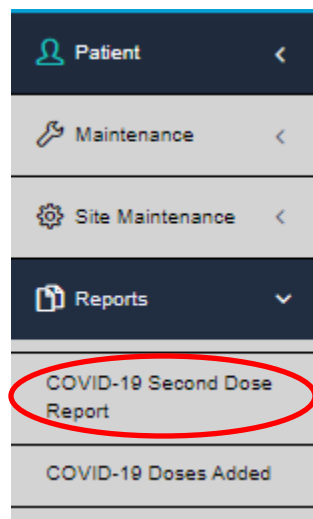 Patient
Maintenance
Site Maintenance
Reports
COVID-19 Second Dose
Report
COVID-19 Doses Added